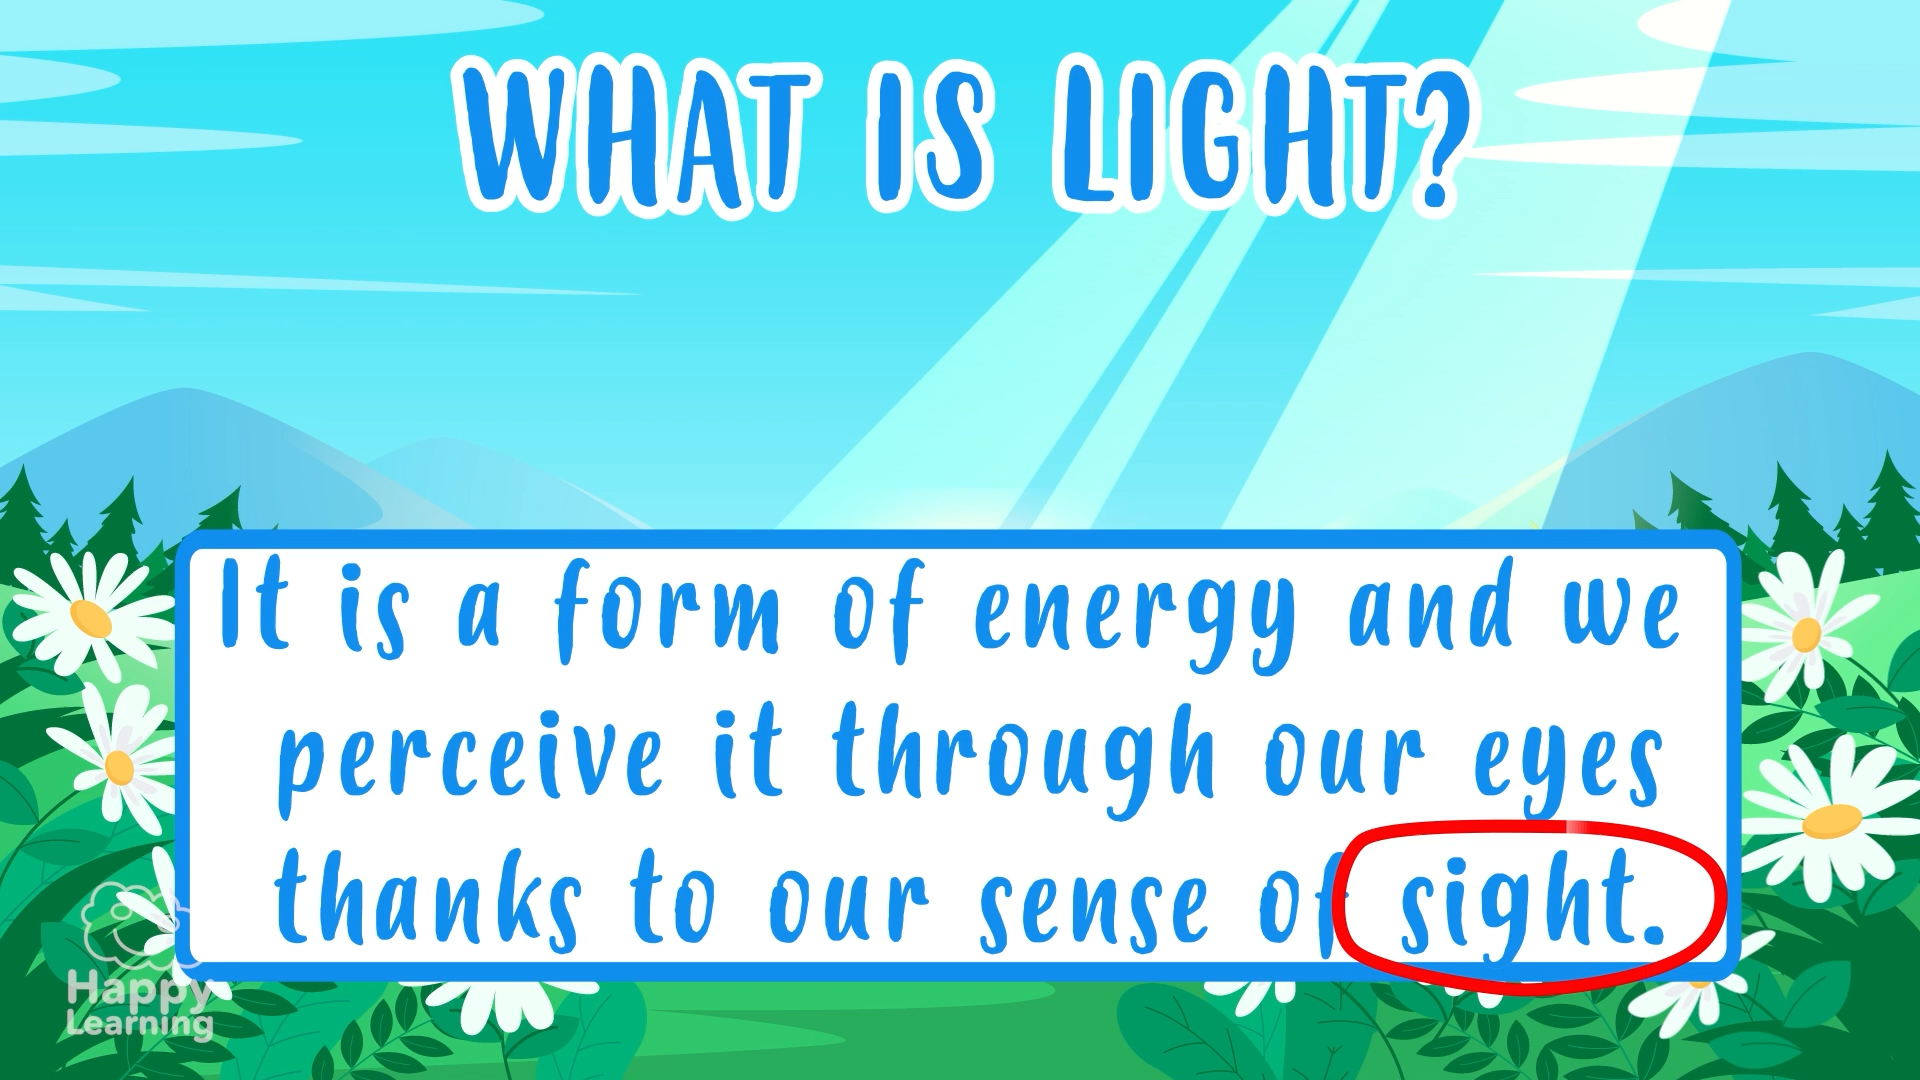 WHAT IS LIGHT?
It is a form of energy and we
perceive it through our eyes
thanks to our sense of sight.
Happy
Learning